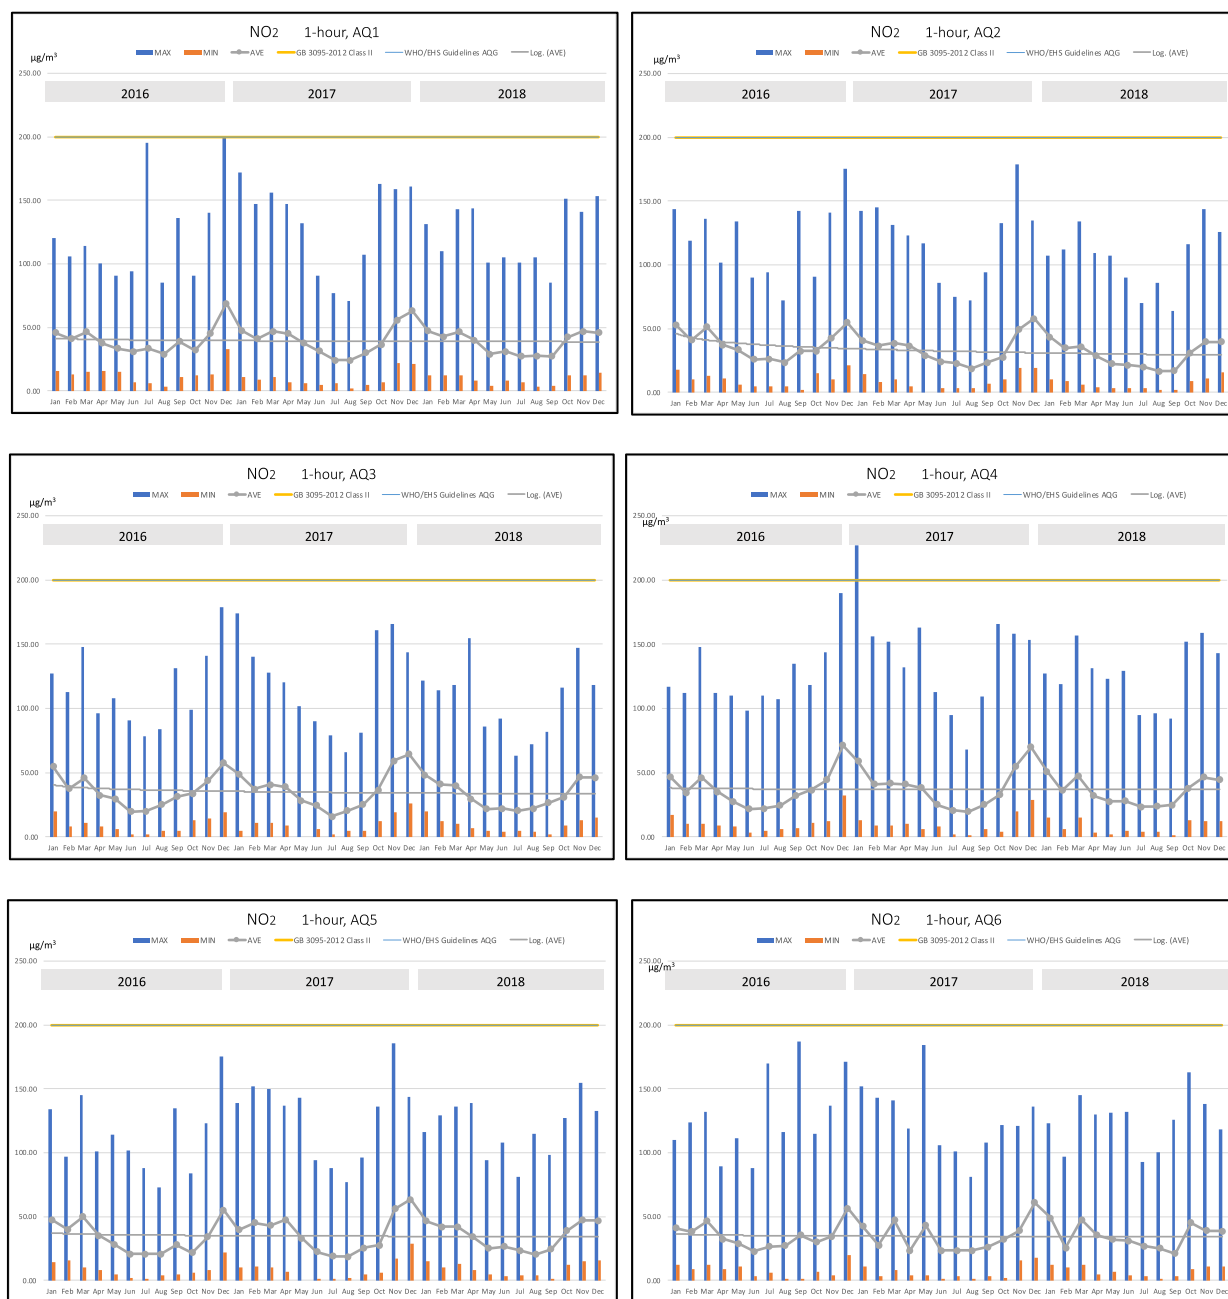 NO2 1-hour, AQ1
MAX MIN AVE GB 3095-2012 Class II WHO/EHS Guidelines AQG Log. (AVE)
µg/m³
250.00
2016 2017 2018
200.00
150.00
100.00
50.00
0.00
Jan Feb Mar Apr May Jun Jul Aug Sep Oct Nov Dec Jan Feb Mar Apr May Jun Jul Aug Sep Oct Nov Dec Jan Feb Mar Apr May Jun Jul Aug Sep Oct Nov Dec
NO2 1-hour, AQ2
MAX MIN AVE GB 3095-2012 Class II WHO/EHS Guidelines AQG Log. (AVE)
µg/m³
250.00
2016 2017 2018
200.00
150.00
100.00
50.00
0.00
Jan Feb Mar Apr May Jun Jul Aug Sep Oct Nov Dec Jan Feb Mar Apr May Jun Jul Aug Sep Oct Nov Dec Jan Feb Mar Apr May Jun Jul Aug Sep Oct Nov Dec
NO2 1-hour, AQ3
MAX MIN AVE GB 3095-2012 Class II WHO/EHS Guidelines AQG Log. (AVE)
µg/m³
250.00
2016 2017 2018
200.00
150.00
100.00
50.00
0.00
Jan Feb Mar Apr May Jun Jul Aug Sep Oct Nov Dec Jan Feb Mar Apr May Jun Jul Aug Sep Oct Nov Dec Jan Feb Mar Apr May Jun Jul Aug Sep Oct Nov Dec
NO2 1-hour, AQ4
MAX MIN AVE GB 3095-2012 Class II WHO/EHS Guidelines AQG Log. (AVE)
250.00
µg/m³
2016 2017 2018
200.00
150.00
100.00
50.00
0.00
Jan Feb Mar Apr May Jun Jul Aug Sep Oct Nov Dec Jan Feb Mar Apr May Jun Jul Aug Sep Oct Nov Dec Jan Feb Mar Apr May Jun Jul Aug Sep Oct Nov Dec
NO2 1-hour, AQ5
MAX MIN AVE GB 3095-2012 Class II WHO/EHS Guidelines AQG Log. (AVE)
µg/m³
250.00
2016 2017 2018
200.00
150.00
100.00
50.00
0.00
Jan Feb Mar Apr May Jun Jul Aug Sep Oct Nov Dec Jan Feb Mar Apr May Jun Jul Aug Sep Oct Nov Dec Jan Feb Mar Apr May Jun Jul Aug Sep Oct Nov Dec
NO2 1-hour, AQ6
MAX MIN AVE GB 3095-2012 Class II WHO/EHS Guidelines AQG Log. (AVE)
250.00
µg/m³
2016 2017 2018
200.00
150.00
100.00
50.00
0.00
Jan Feb Mar Apr May Jun Jul Aug Sep Oct Nov Dec Jan Feb Mar Apr May Jun Jul Aug Sep Oct Nov Dec Jan Feb Mar Apr May Jun Jul Aug Sep Oct Nov Dec